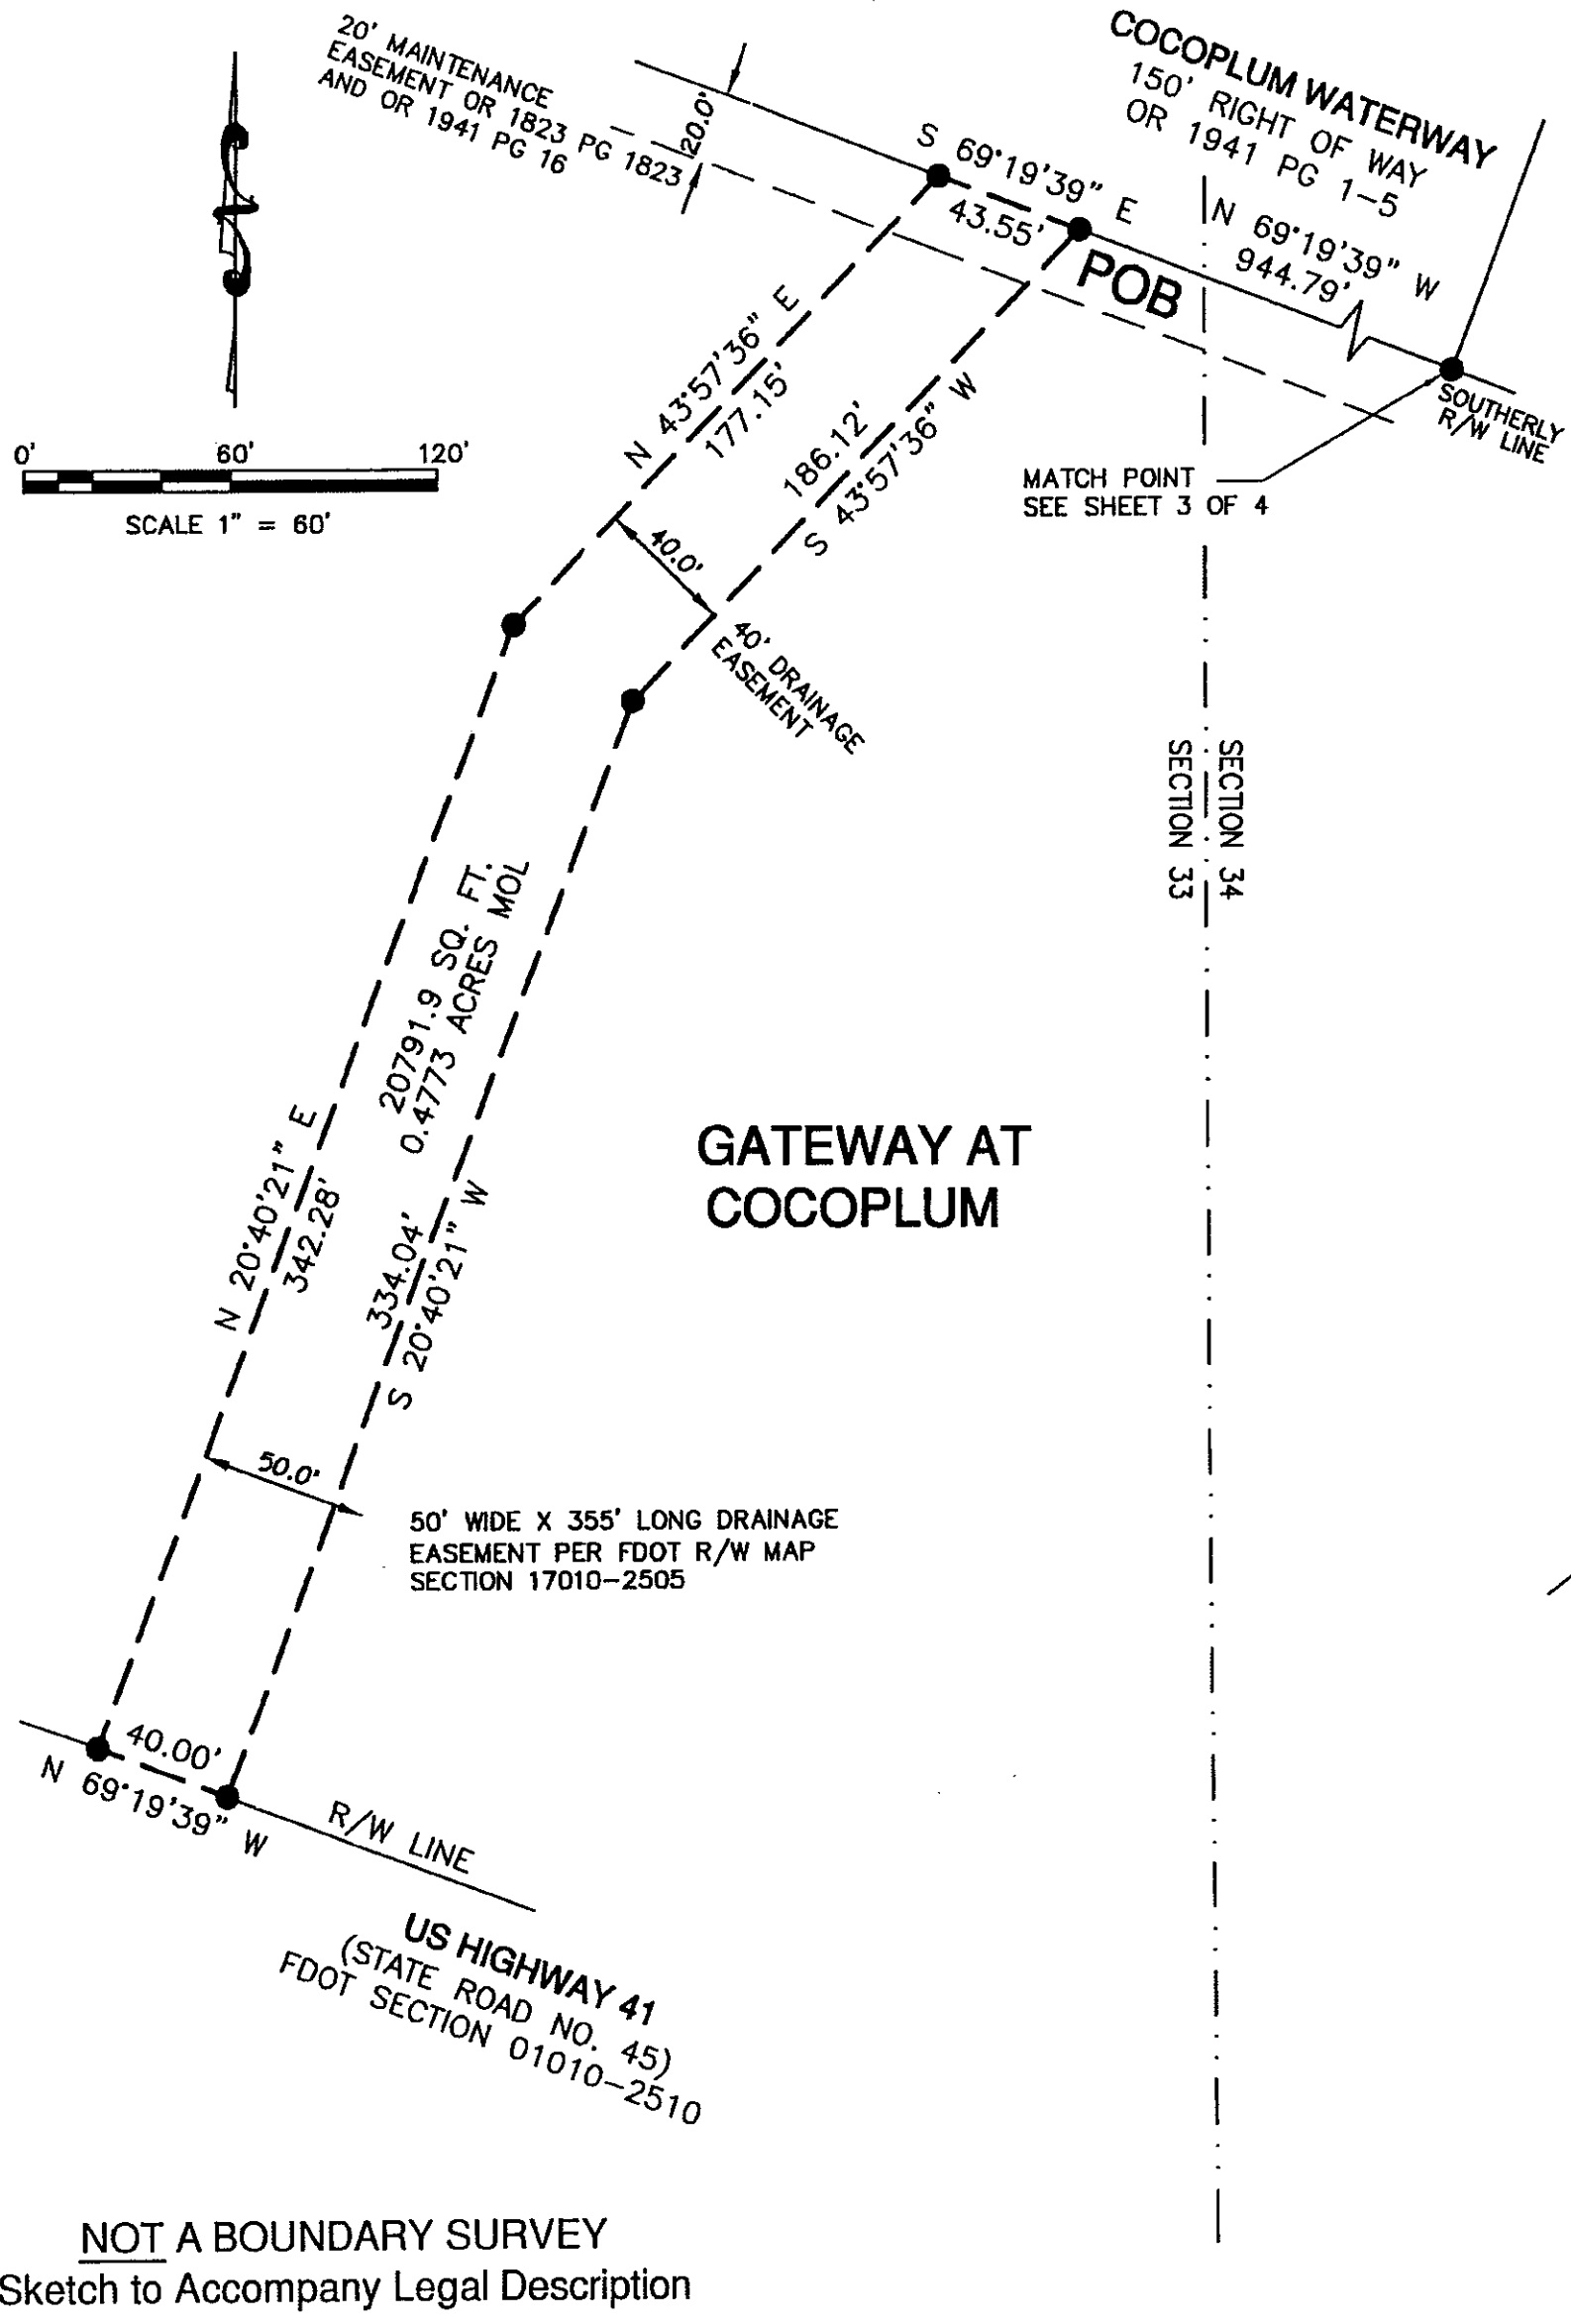 20' MAINTENANCE
EASEMENT OR 1823 PG 1823
AND OR 1941 PG 16
20.0'
COCOPLUM WATERWAY
150' RIGHT OF WAY
OR 1941 PG 1-5
S 69°19'39" E
43.55'
N 69°19'39" W
944.79'
POB
SOUTHERLY
R/W LINE
MATCH POINT
SEE SHEET 3 OF 4
0' 60' 120'
SCALE 1" = 60'
N 43°57'36" E
177.15'
186.12'
S 43°57'36" W
40.0'
40' DRAINAGE
EASEMENT
SECTION 34
SECTION 33
20791.9 SQ. FT.
0.4773 ACRES MOL
GATEWAY AT
COCOPLUM
N 20°40'21" E
342.28'
334.04'
S 20°40'21" W
50.0'
50' WIDE X 355' LONG DRAINAGE
EASEMENT PER FDOT R/W MAP
SECTION 17010-2505
40.00'
N 69°19'39" W
R/W LINE
US HIGHWAY 41
(STATE ROAD NO. 45)
FDOT SECTION 01010-2510
NOT A BOUNDARY SURVEY
Sketch to Accompany Legal Description